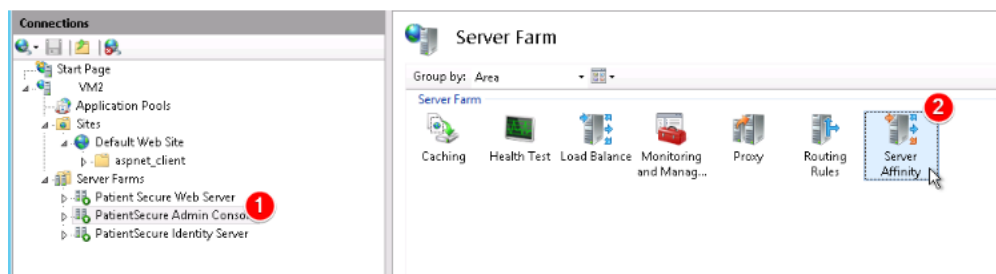 Connections
Start Page
VM2
Application Pools
Sites
Default Web Site
aspnet_client
Server Farms
Patient Secure Web Server
PatientSecure Admin Conso
1
PatientSecure Identity Server
Server Farm
Group by: Area
Server Farm
2
Caching
Health Test
Load Balance
Monitoring
and Manag...
Proxy
Routing
Rules
Server
Affinity